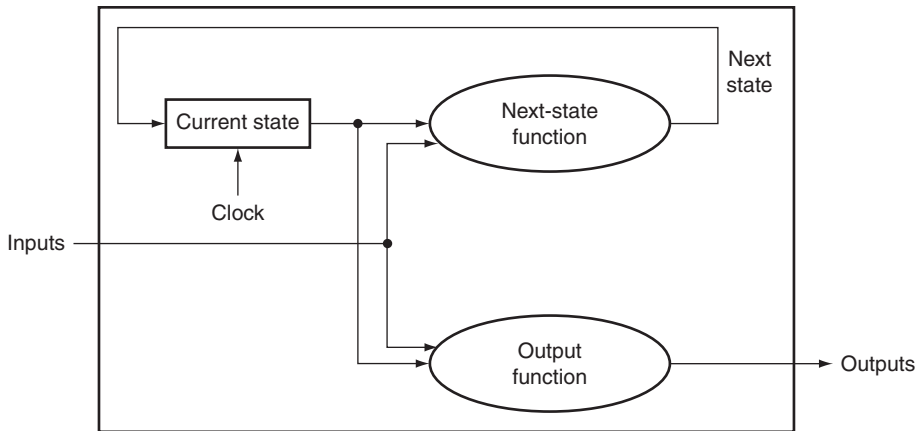 Next
state
Next-state
function
Current state
Clock
Inputs
Output
function
Outputs